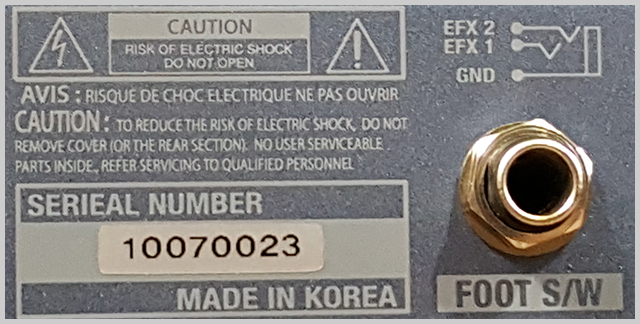 CAUTION
RISK OF ELECTRIC SHOCK
DO NOT OPEN
AVIS : RISQUE DE CHOC ELECTRIQUE NE PAS OUVRIR
CAUTION : TO REDUCE THE RISK OF ELECTRIC SHOCK, DO NOT
REMOVE COVER (OR THE REAR SECTION). NO USER SERVICEABLE
PARTS INSIDE., REFER SERVICING TO QUALIFIED PERSONNEL
SERIEAL NUMBER
10070023
MADE IN KOREA
EFX 2
EFX 1
GND
FOOT S/W